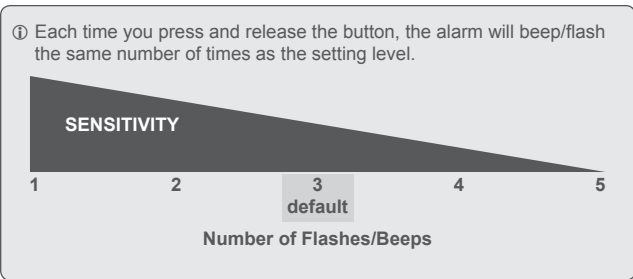 ⓘ Each time you press and release the button, the alarm will beep/flash
the same number of times as the setting level.
SENSITIVITY
1 2 3 4 5
default
Number of Flashes/Beeps